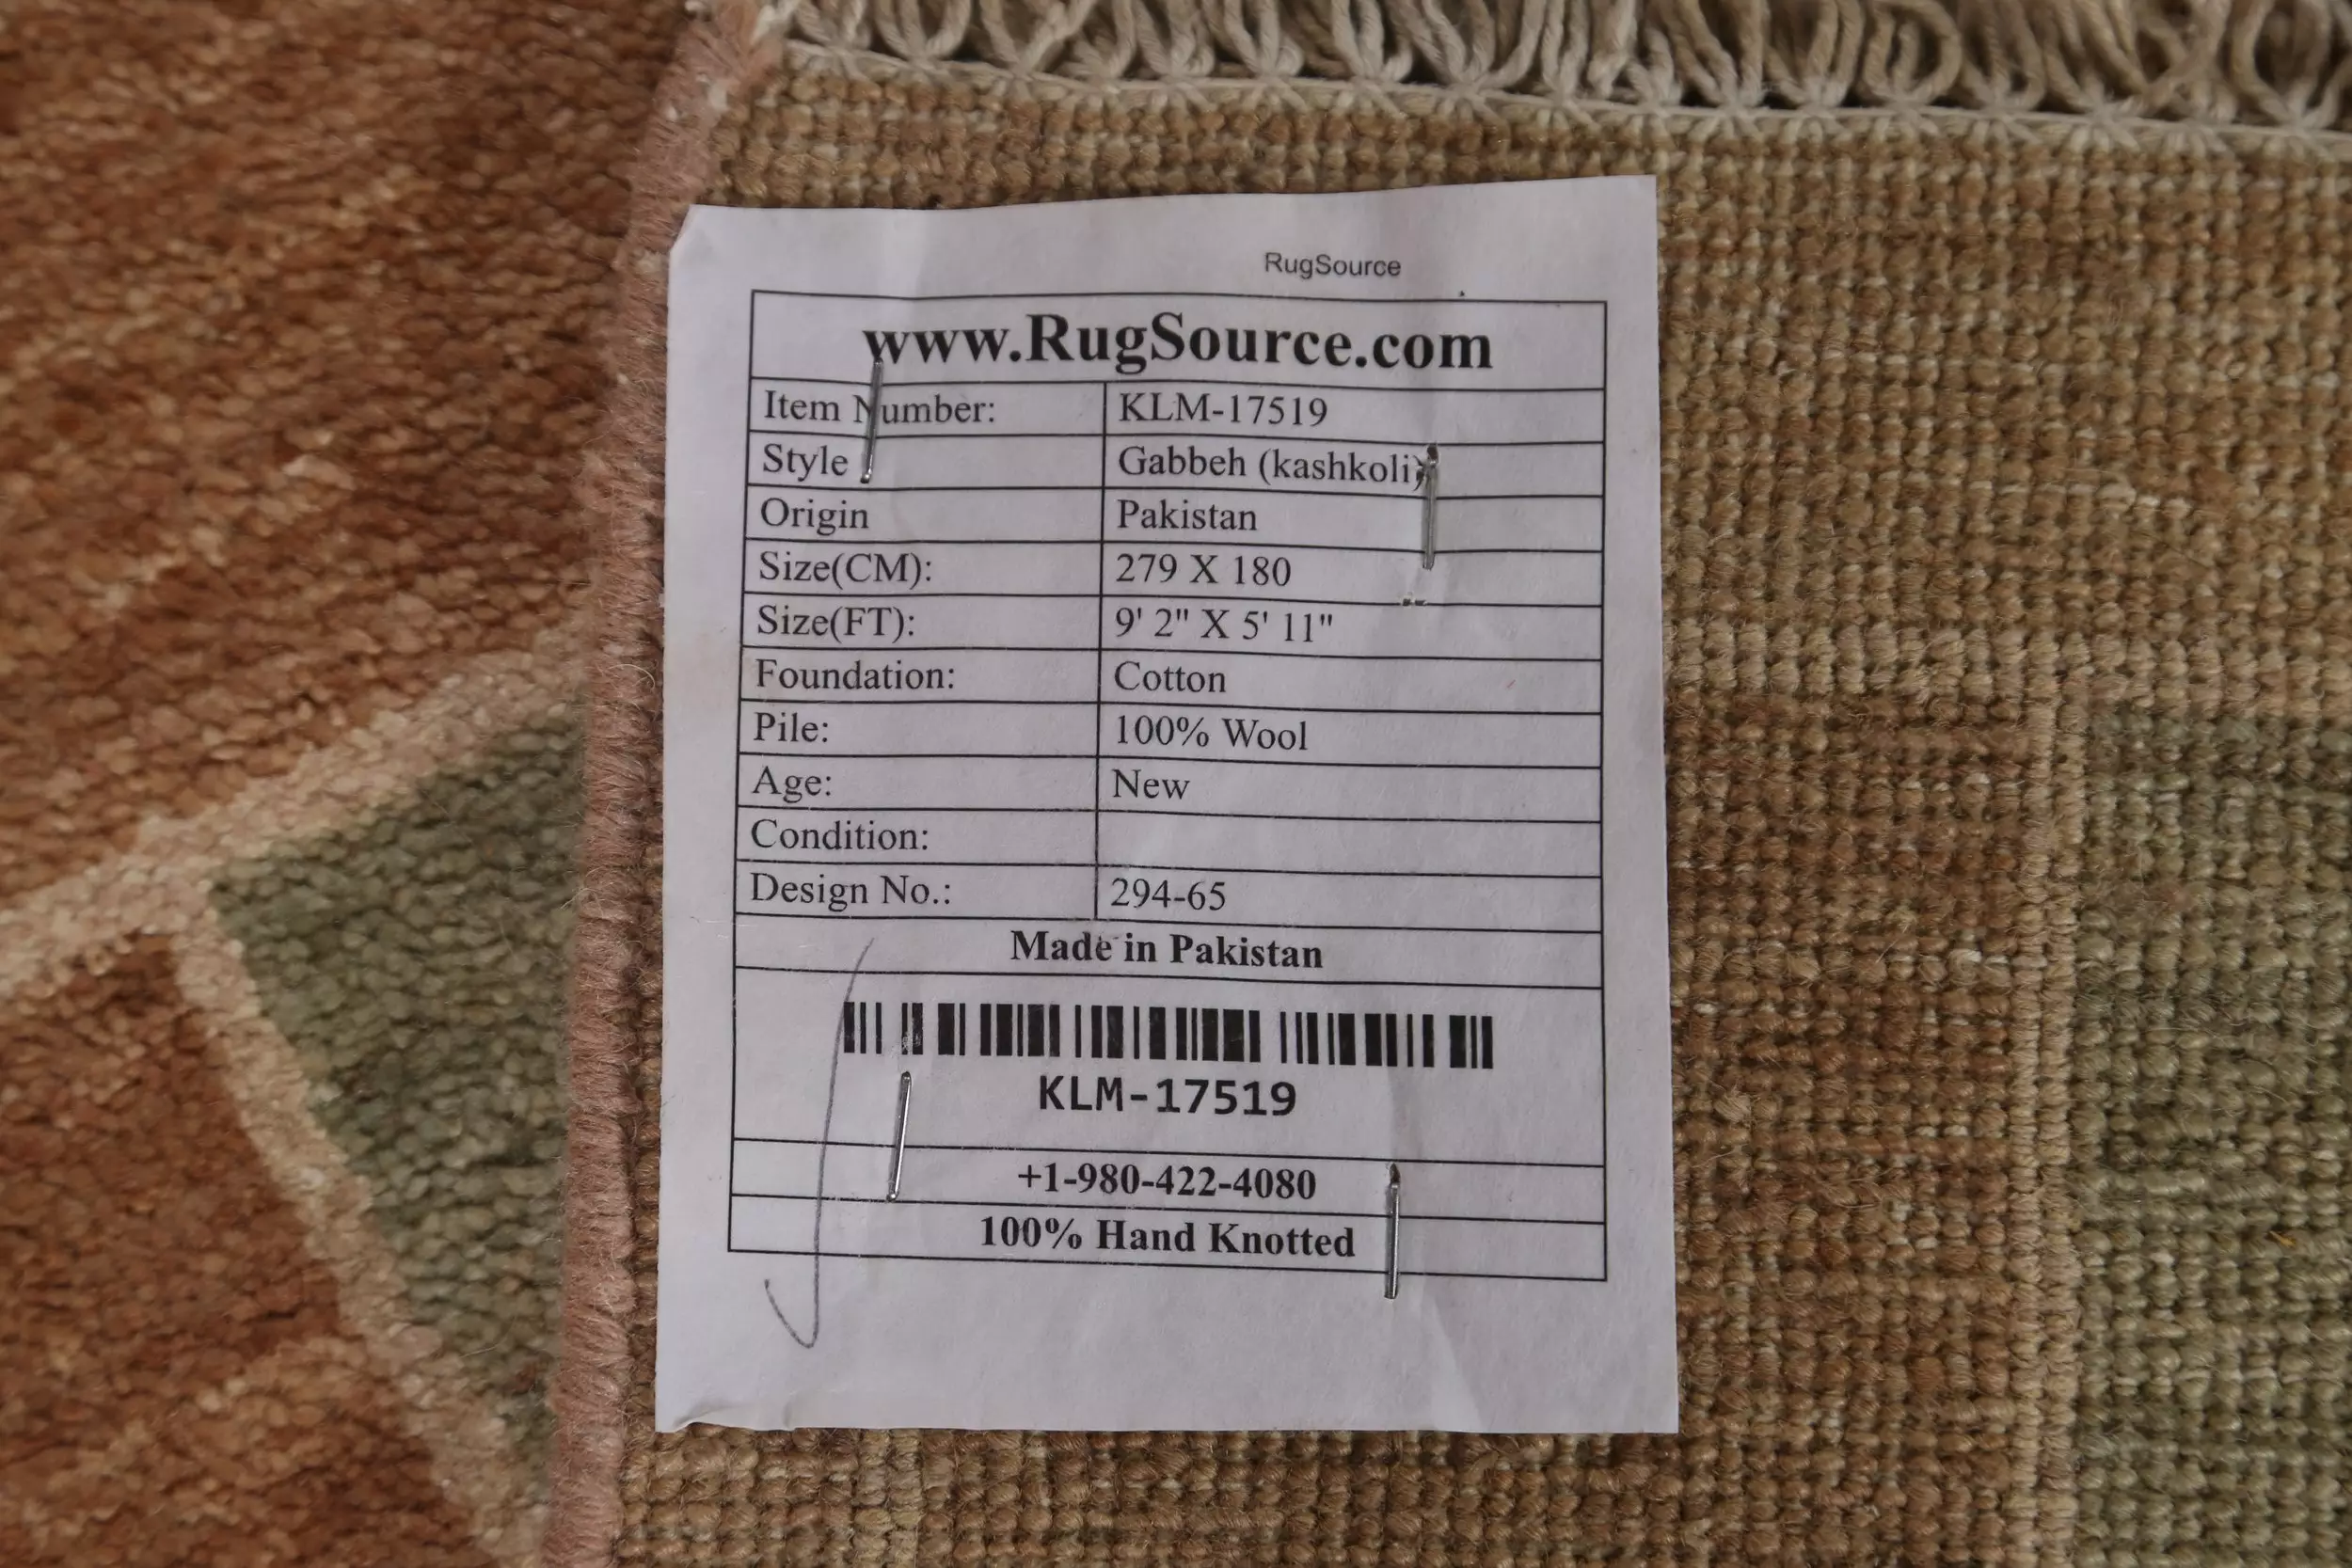 RugSource
www.RugSource.com
Item Number: KLM-17519
Style Gabbeh (kashkoli)
Origin Pakistan
Size(CM): 279 X 180
Size(FT): 9' 2" X 5' 11"
Foundation: Cotton
Pile: 100% Wool
Age: New
Condition:
Design No.: 294-65
Made in Pakistan
KLM-17519
+1-980-422-4080
100% Hand Knotted